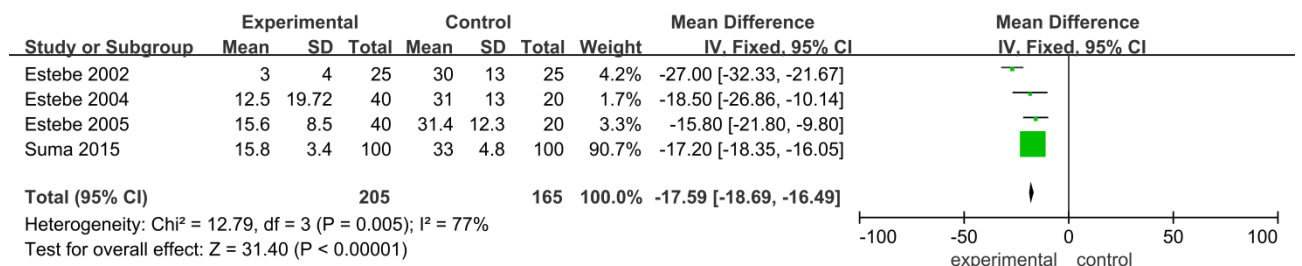 Experimental Control Mean Difference Mean Difference
Study or Subgroup Mean SD Total Mean SD Total Weight IV, Fixed, 95% CI IV, Fixed, 95% CI
Estebe 2002 3 4 25 30 13 25 4.2% -27.00 [-32.33, -21.67]
Estebe 2004 12.5 19.72 40 31 13 20 1.7% -18.50 [-26.86, -10.14]
Estebe 2005 15.6 8.5 40 31.4 12.3 20 3.3% -15.80 [-21.80, -9.80]
Suma 2015 15.8 3.4 100 33 4.8 100 90.7% -17.20 [-18.35, -16.05]
Total (95% CI) 205 165 100.0% -17.59 [-18.69, -16.49]
Heterogeneity: Chi² = 12.79, df = 3 (P = 0.005); I² = 77%
Test for overall effect: Z = 31.40 (P < 0.00001)
-100 -50 0 50 100
experimental control